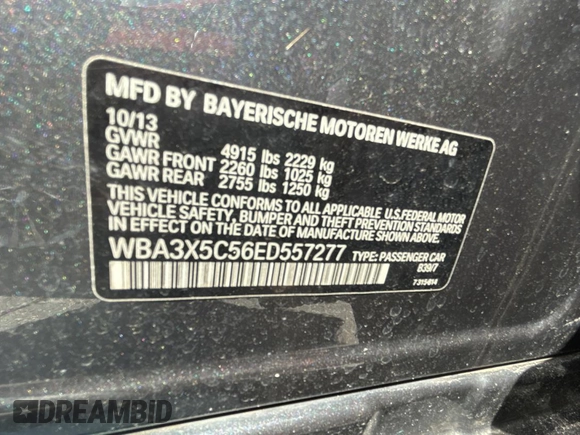 MFD BY BAYERISCHE MOTOREN WERKE AG
10/13
GVWR 4915 lbs 2229 kg
GAWR FRONT 2260 lbs 1025 kg
GAWR REAR 2755 lbs 1250 kg
THIS VEHICLE CONFORMS TO ALL APPLICABLE U.S.FEDERAL MOTOR
VEHICLE SAFETY, BUMPER AND THEFT PREVENTION STANDARDS
IN EFFECT ON THE DATE OF MANUFACTURE SHOWN ABOVE.
WBA3X5C56ED557277 TYPE: PASSENGER CAR
B39/7
7315014
DREAMBID